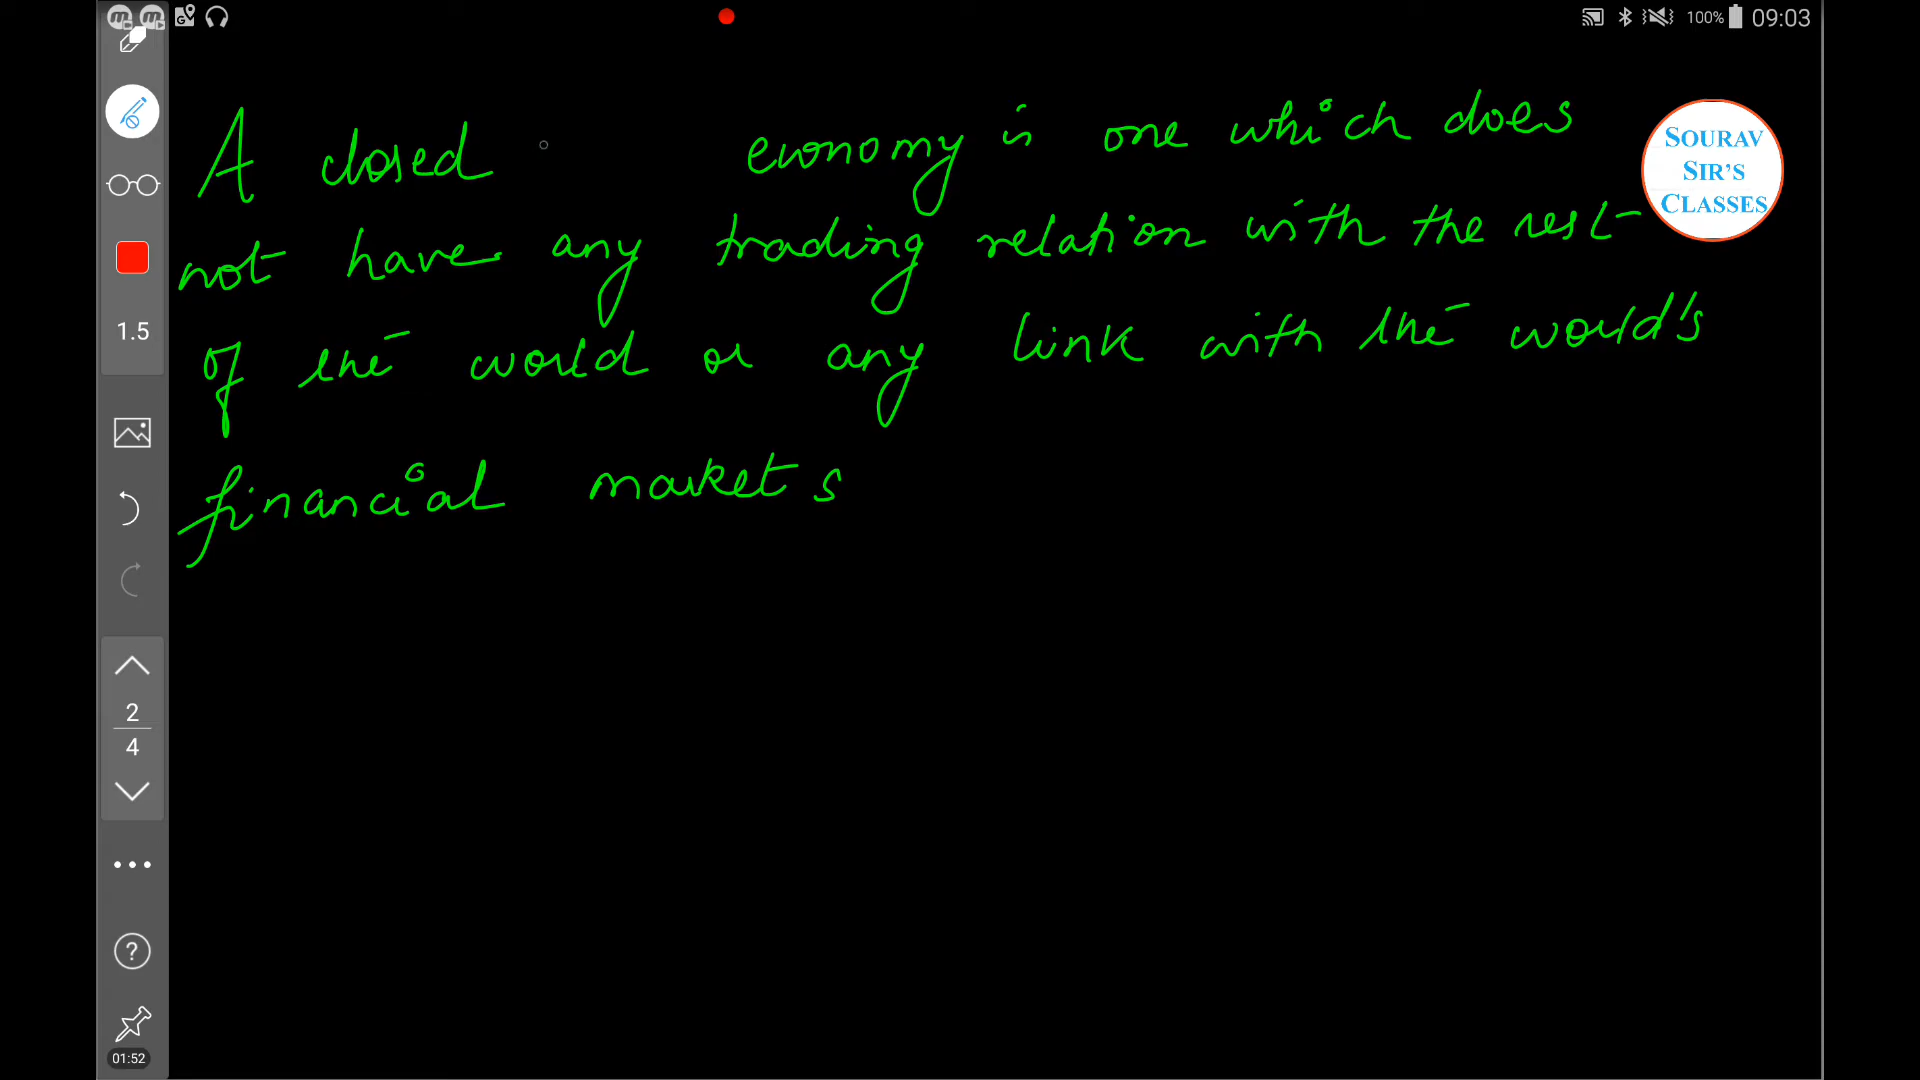 100% 09:03
A closed economy is one which does
not have any trading relation with the rest
of the world or any link with the world's
financial markets
SOURAV
SIR'S
CLASSES
1.5
2
4
?
01:52